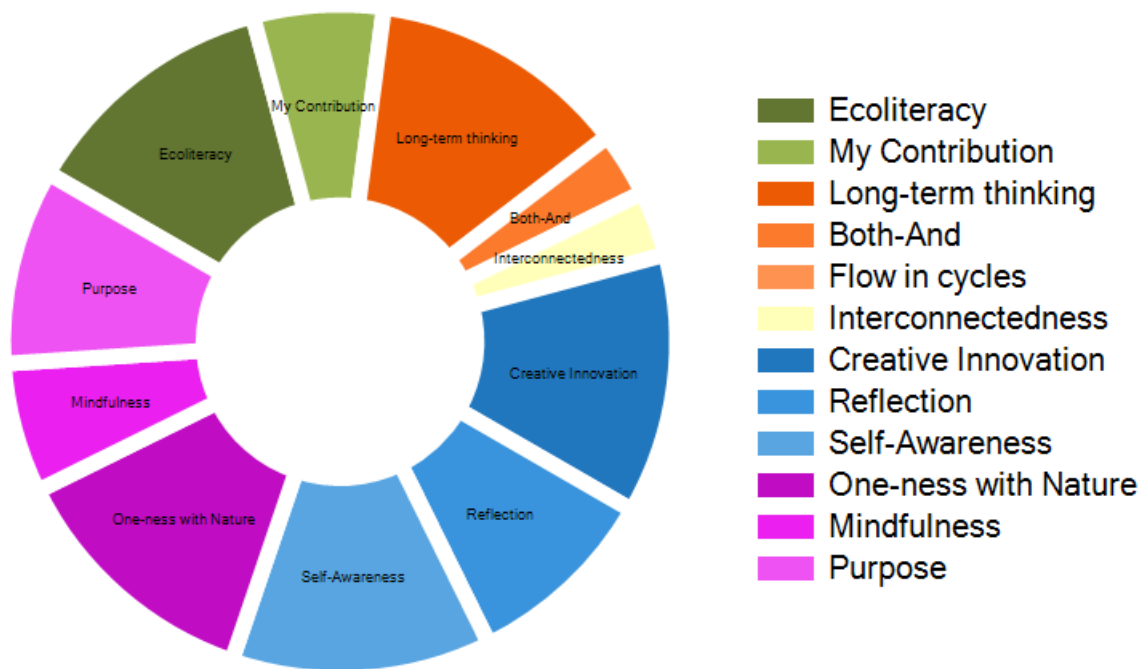 My Contribution
Long-term thinking
Ecoliteracy
Both-And
Interconnectedness
Purpose
Creative Innovation
Mindfulness
One-ness with Nature
Reflection
Self-Awareness
Ecoliteracy
My Contribution
Long-term thinking
Both-And
Flow in cycles
Interconnectedness
Creative Innovation
Reflection
Self-Awareness
One-ness with Nature
Mindfulness
Purpose